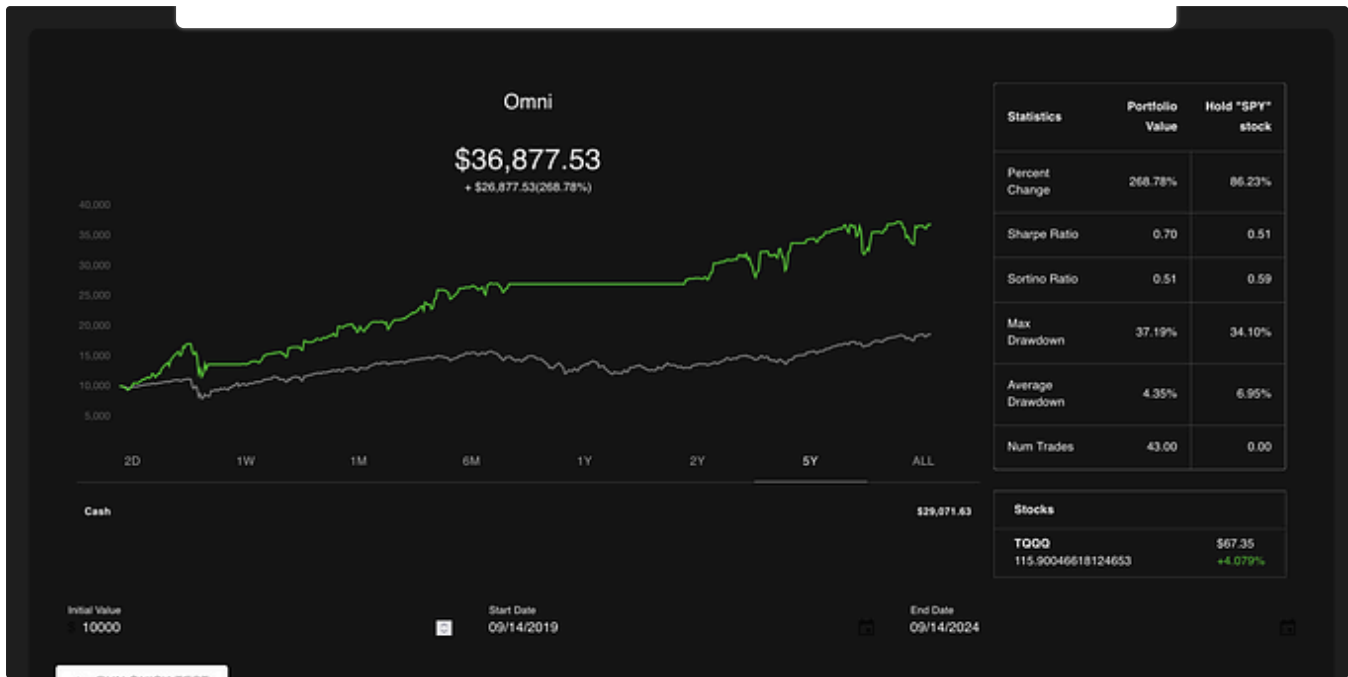 Omni
$36,877.53
+ $26,877.53(268.78%)
40,000
35,000
30,000
25,000
20,000
15,000
10,000
5,000
2D 1W 1M 6M 1Y 2Y 5Y ALL
Cash $29,071.63
Statistics Portfolio Value Hold "SPY" stock
Percent Change 268.78% 86.23%
Sharpe Ratio 0.70 0.51
Sortino Ratio 0.51 0.59
Max Drawdown 37.19% 34.10%
Average Drawdown 4.35% 6.95%
Num Trades 43.00 0.00
Stocks
TQQQ $67.35
115.90046618124653 +4.079%
Initial Value Start Date End Date
$ 10000 09/14/2019 09/14/2024